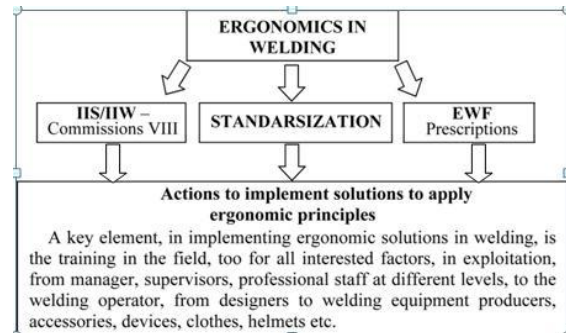 ERGONOMICS IN
WELDING
IIS/IIW –
Commissions VIII
STANDARSIZATION
EWF
Prescriptions
Actions to implement solutions to apply
ergonomic principles
A key element, in implementing ergonomic solutions in welding, is
the training in the field, too for all interested factors, in exploitation,
from manager, supervisors, professional staff at different levels, to the
welding operator, from designers to welding equipment producers,
accessories, devices, clothes, helmets etc.